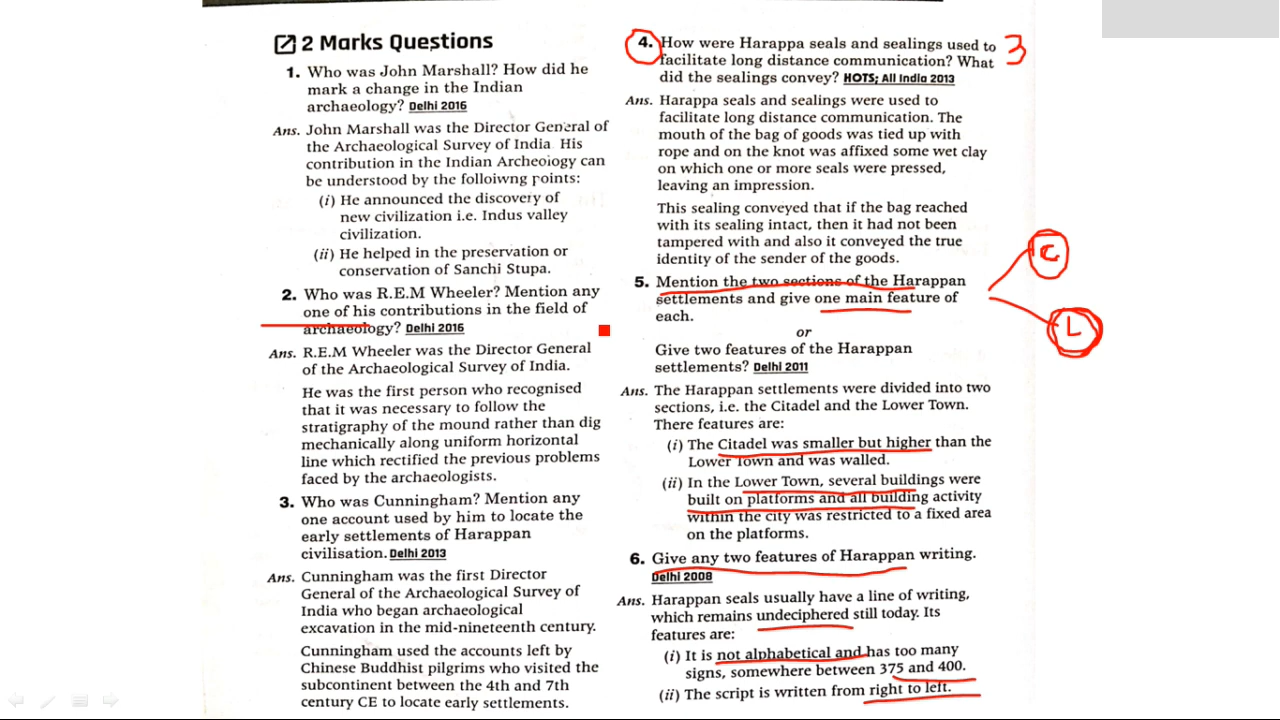 2 Marks Questions
1. Who was John Marshall? How did he
mark a change in the Indian
archaeology? Delhi 2016
Ans. John Marshall was the Director General of
the Archaeological Survey of India His
contribution in the Indian Archeology can
be understood by the folloiwng points:
(i) He announced the discovery of
new civilization i.e. Indus valley
civilization.
(ii) He helped in the preservation or
conservation of Sanchi Stupa.
2. Who was R.E.M Wheeler? Mention any
one of his contributions in the field of
archaeology? Delhi 2016
Ans. R.E.M Wheeler was the Director General
of the Archaeological Survey of India.
He was the first person who recognised
that it was necessary to follow the
stratigraphy of the mound rather than dig
mechanically along uniform horizontal
line which rectified the previous problems
faced by the archaeologists.
3. Who was Cunningham? Mention any
one account used by him to locate the
early settlements of Harappan
civilisation. Delhi 2013
Ans. Cunningham was the first Director
General of the Archaeological Survey of
India who began archaeological
excavation in the mid-nineteenth century.
Cunningham used the accounts left by
Chinese Buddhist pilgrims who visited the
subcontinent between the 4th and 7th
century CE to locate early settlements.
4. How were Harappa seals and sealings used to 3
facilitate long distance communication? What
did the sealings convey? HOTS; All India 2013
Ans. Harappa seals and sealings were used to
facilitate long distance communication. The
mouth of the bag of goods was tied up with
rope and on the knot was affixed some wet clay
on which one or more seals were pressed,
leaving an impression.
This sealing conveyed that if the bag reached
with its sealing intact, then it had not been
tampered with and also it conveyed the true
identity of the sender of the goods.
C
5. Mention the two sections of the Harappan
settlements and give one main feature of
each.
L
or
Give two features of the Harappan
settlements? Delhi 2011
Ans. The Harappan settlements were divided into two
sections, i.e. the Citadel and the Lower Town.
There features are:
(i) The Citadel was smaller but higher than the
Lower Town and was walled.
(ii) In the Lower Town, several buildings were
built on platforms and all building activity
within the city was restricted to a fixed area
on the platforms.
6. Give any two features of Harappan writing.
Delhi 2008
Ans. Harappan seals usually have a line of writing,
which remains undeciphered still today. Its
features are:
(i) It is not alphabetical and has too many
signs, somewhere between 375 and 400.
(ii) The script is written from right to left.